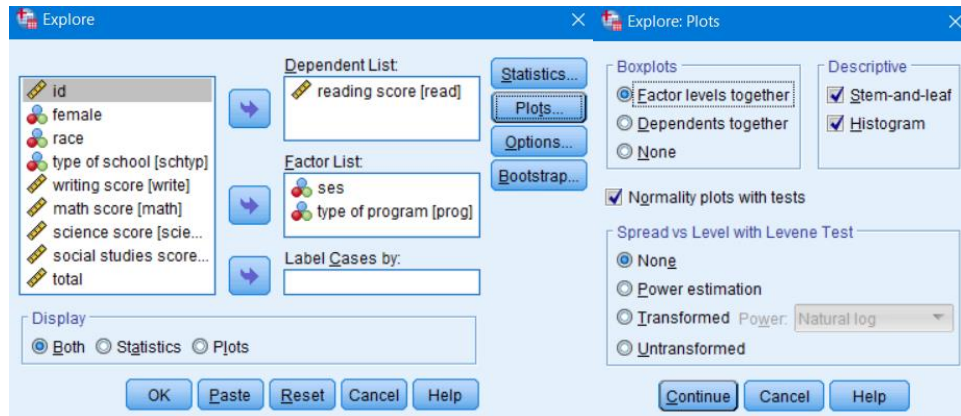 Explore
Dependent List:
reading score [read]
Factor List:
ses
type of program [prog]
Label Cases by:
id
female
race
type of school [schtyp]
writing score [write]
math score [math]
science score [scie...
social studies score...
total
Statistics...
Plots...
Options...
Bootstrap...
Display
Both Statistics Plots
OK Paste Reset Cancel Help
Explore: Plots
Boxplots
Factor levels together
Dependents together
None
Descriptive
Stem-and-leaf
Histogram
Normality plots with tests
Spread vs Level with Levene Test
None
Power estimation
Transformed Power: Natural log
Untransformed
Continue Cancel Help